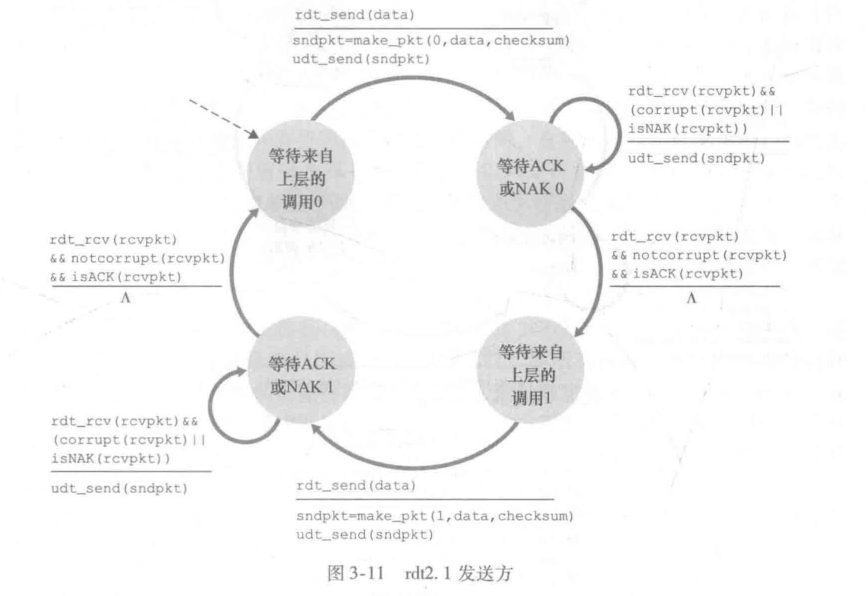 rdt_send(data)
sndpkt=make_pkt(0,data,checksum)
udt_send(sndpkt)
rdt_rcv(rcvpkt)&&
(corrupt(rcvpkt)||
isNAK(rcvpkt))
udt_send(sndpkt)
等待来自
上层的
调用0
等待ACK
或NAK 0
rdt_rcv(rcvpkt)
&& notcorrupt(rcvpkt)
&& isACK(rcvpkt)
Λ
rdt_rcv(rcvpkt)
&& notcorrupt(rcvpkt)
&& isACK(rcvpkt)
Λ
等待ACK
或NAK 1
等待来自
上层的
调用1
rdt_rcv(rcvpkt)&&
(corrupt(rcvpkt)||
isNAK(rcvpkt))
udt_send(sndpkt)
rdt_send(data)
sndpkt=make_pkt(1,data,checksum)
udt_send(sndpkt)
图 3-11 rdt2. 1 发送方